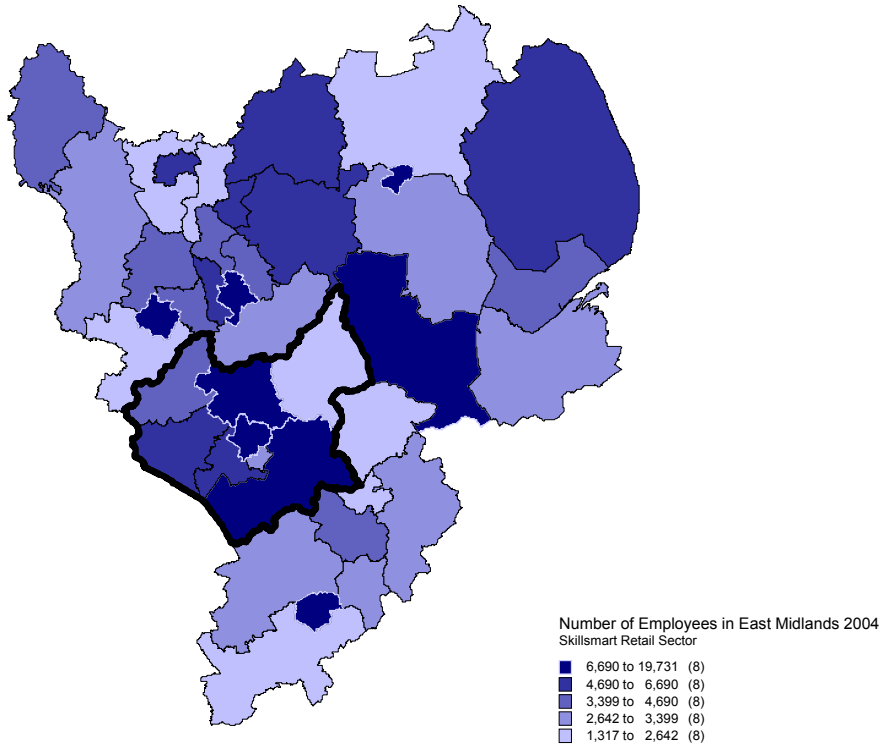 Number of Employees in East Midlands 2004
Skillsmart Retail Sector
6,690 to 19,731 (8)
4,690 to 6,690 (8)
3,399 to 4,690 (8)
2,642 to 3,399 (8)
1,317 to 2,642 (8)